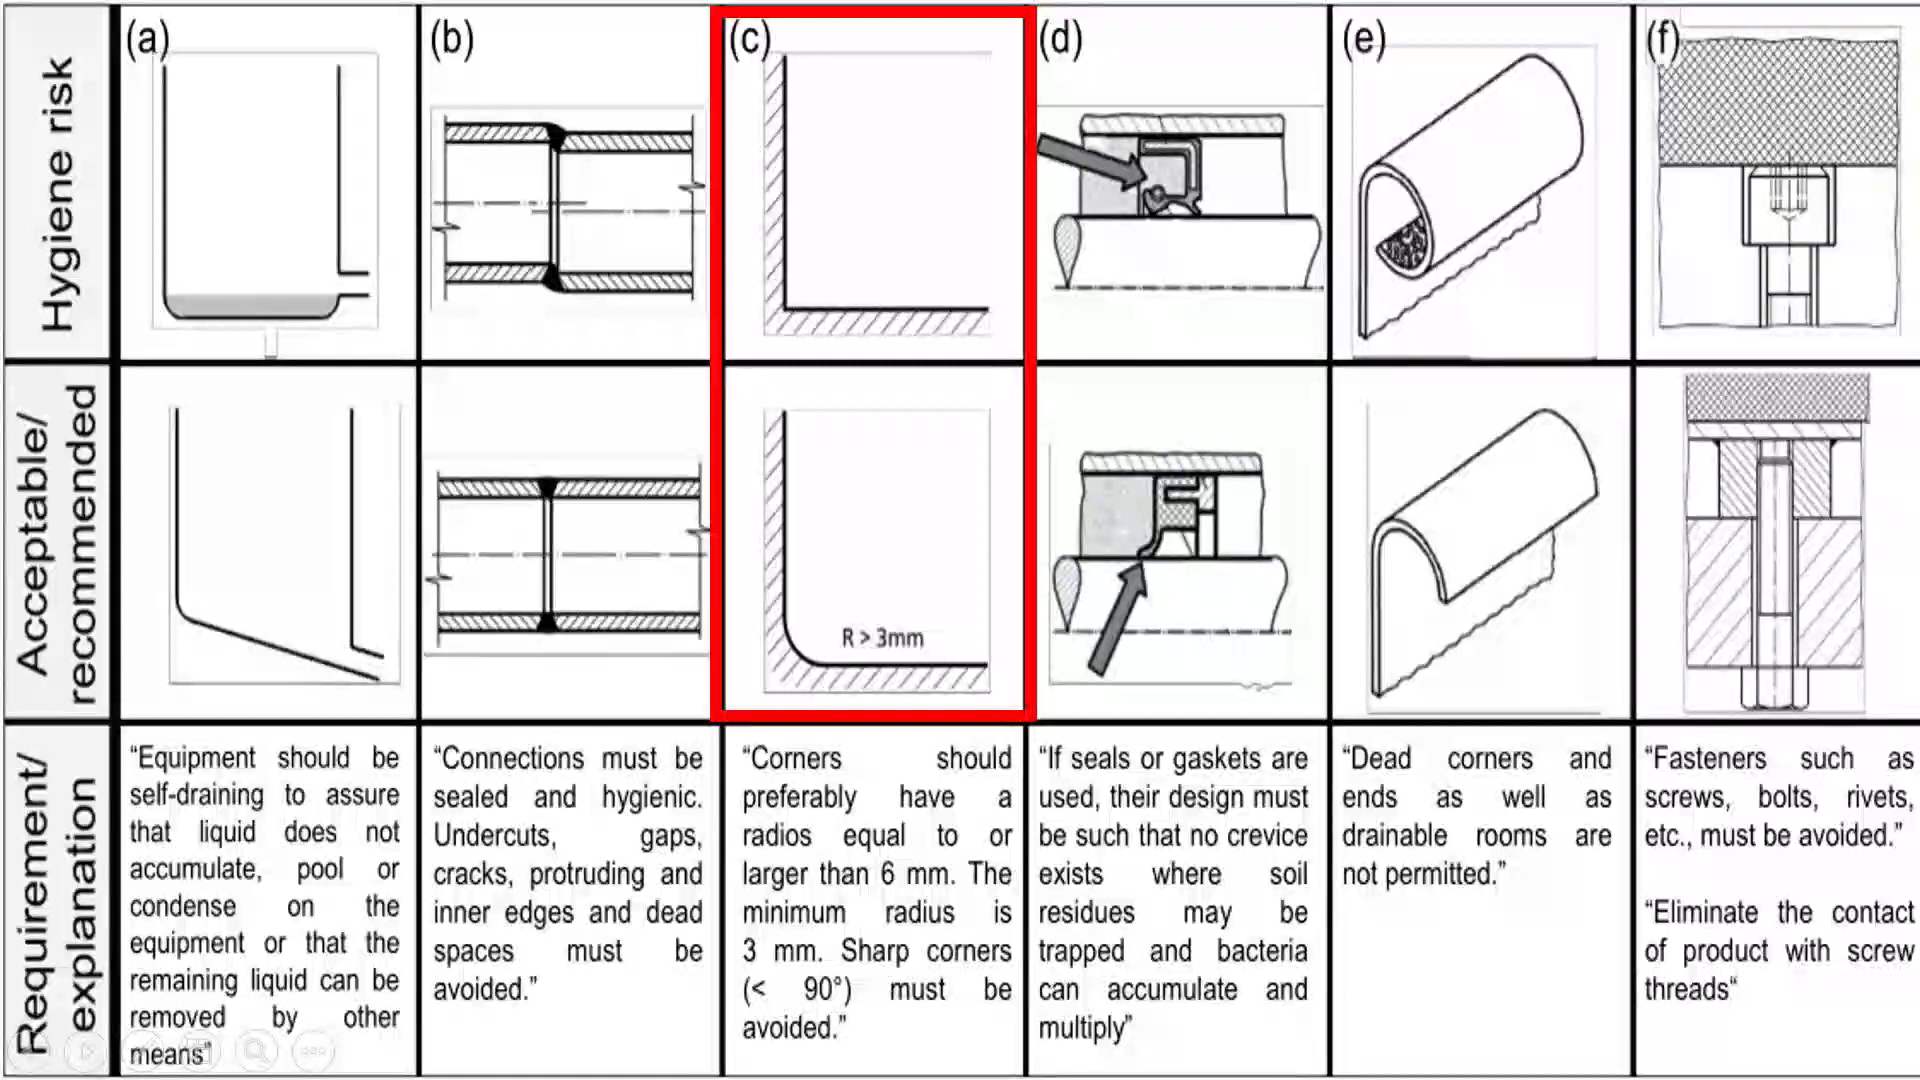 Hygiene risk
(a)
(b)
(c)
(d)
(e)
(f)
Acceptable/
recommended
R > 3mm
Requirement/
explanation
“Equipment should be
self-draining to assure
that liquid does not
accumulate, pool or
condense on the
equipment or that the
remaining liquid can be
removed by other
means”
“Connections must be
sealed and hygienic.
Undercuts, gaps,
cracks, protruding and
inner edges and dead
spaces must be
avoided.”
“Corners should
preferably have a
radios equal to or
larger than 6 mm. The
minimum radius is
3 mm. Sharp corners
(< 90°) must be
avoided.”
“If seals or gaskets are
used, their design must
be such that no crevice
exists where soil
residues may be
trapped and bacteria
can accumulate and
multiply”
“Dead corners and
ends as well as
drainable rooms are
not permitted.”
“Fasteners such as
screws, bolts, rivets,
etc., must be avoided.”
“Eliminate the contact
of product with screw
threads“